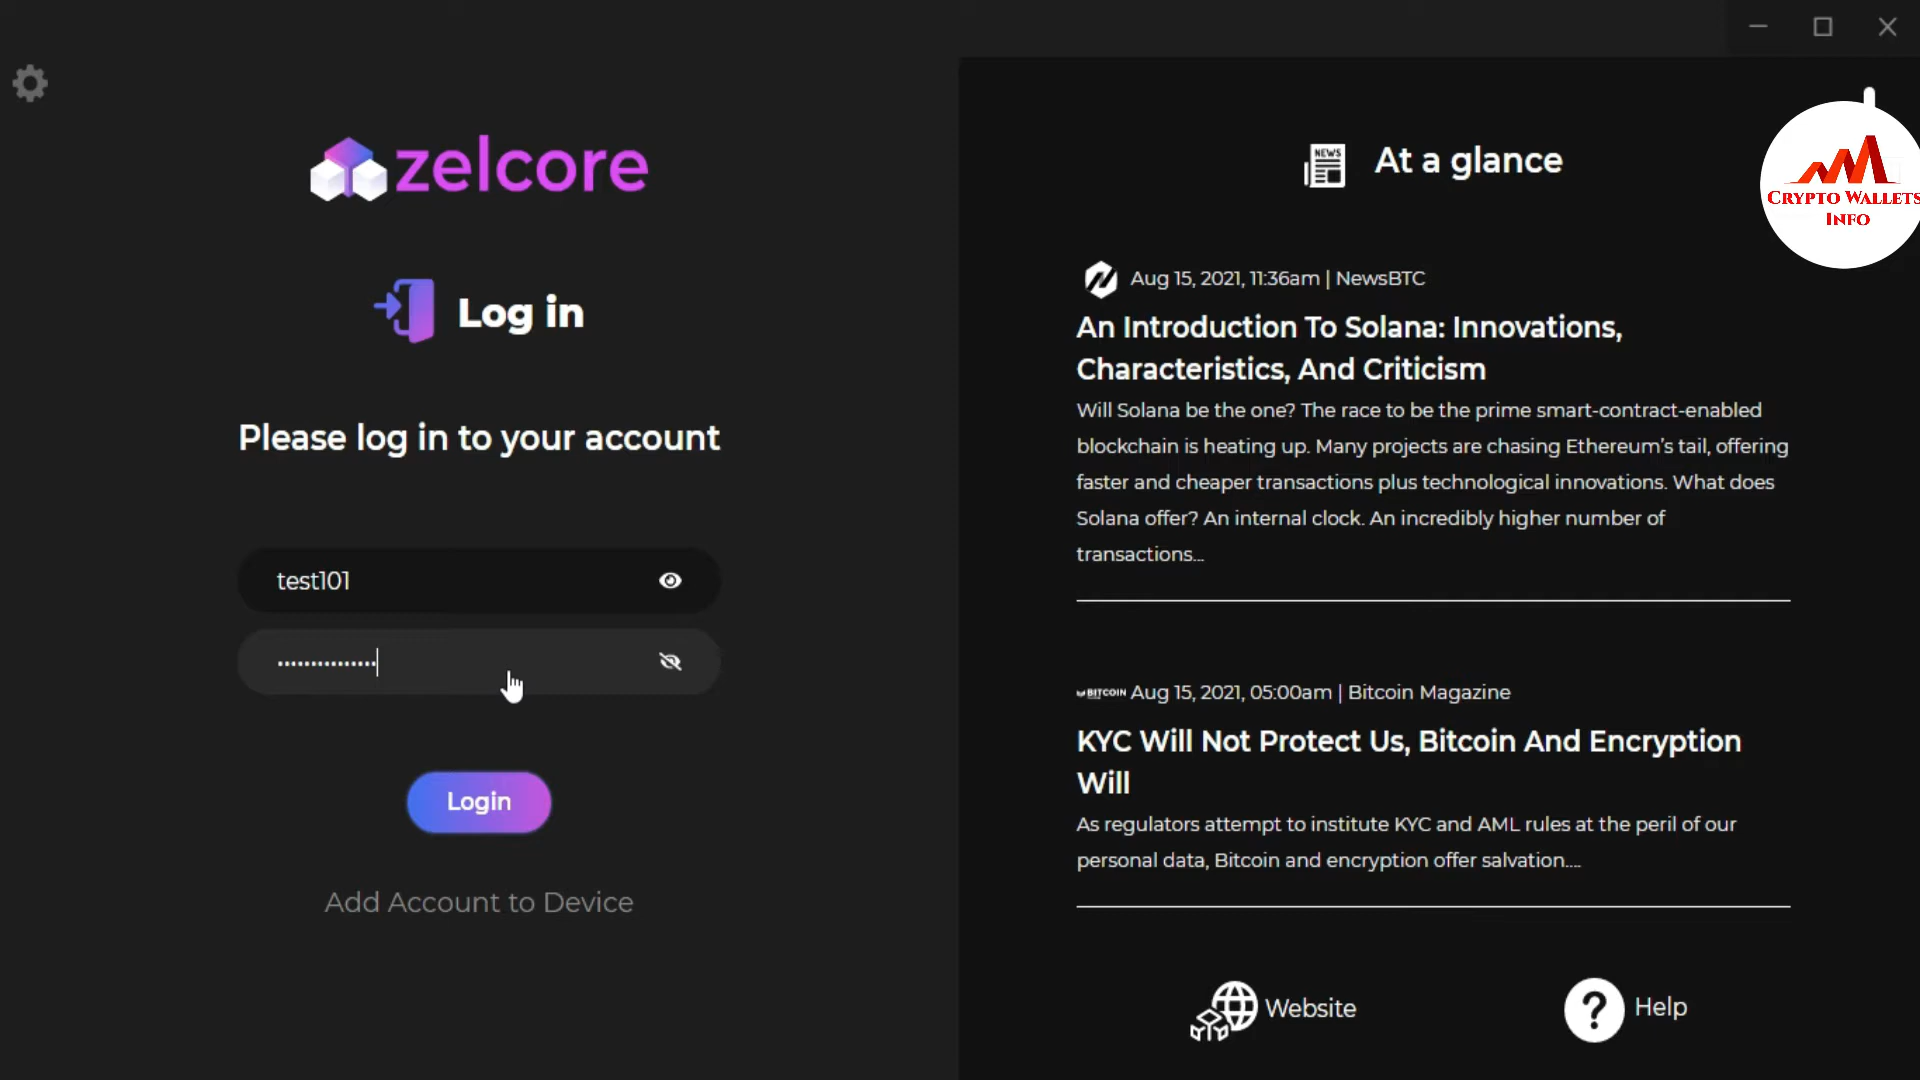 zelcore
Log in
Please log in to your account
test101
•••••••••••••••
Login
Add Account to Device
NEWS
At a glance
CRYPTO WALLETS
INFO
Aug 15, 2021, 11:36am | NewsBTC
An Introduction To Solana: Innovations,
Characteristics, And Criticism
Will Solana be the one? The race to be the prime smart-contract-enabled
blockchain is heating up. Many projects are chasing Ethereum’s tail, offering
faster and cheaper transactions plus technological innovations. What does
Solana offer? An internal clock. An incredibly higher number of
transactions...
BITCOIN Aug 15, 2021, 05:00am | Bitcoin Magazine
KYC Will Not Protect Us, Bitcoin And Encryption
Will
As regulators attempt to institute KYC and AML rules at the peril of our
personal data, Bitcoin and encryption offer salvation....
Website
? Help